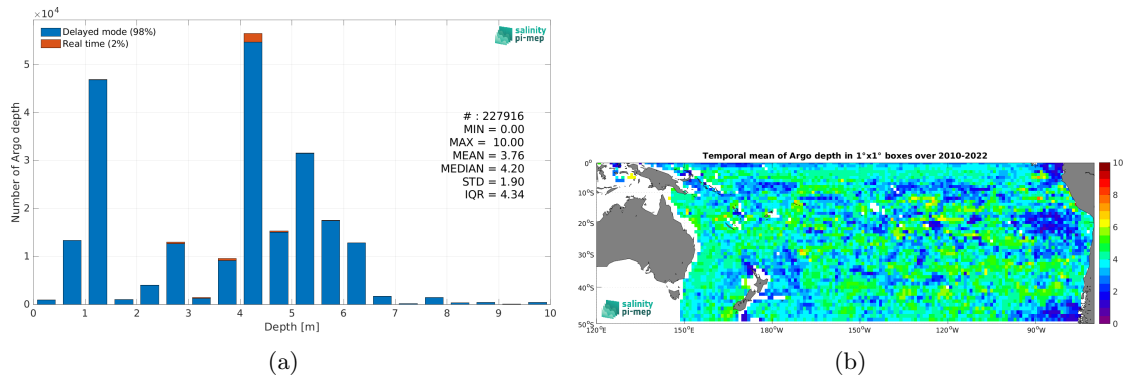 ×10⁴
Delayed mode (98%)
Real time (2%)
salinity
pi-mep
5
4
3
2
1
0
Number of Argo depth
# : 227916
MIN = 0.00
MAX = 10.00
MEAN = 3.76
MEDIAN = 4.20
STD = 1.90
IQR = 4.34
0 1 2 3 4 5 6 7 8 9 10
Depth [m]
(a)
Temporal mean of Argo depth in 1°x1° boxes over 2010-2022
0°
10°S
20°S
30°S
40°S
50°S
120°E 150°E 180°W 150°W 120°W 90°W
salinity
pi-mep
10
8
6
4
2
0
(b)